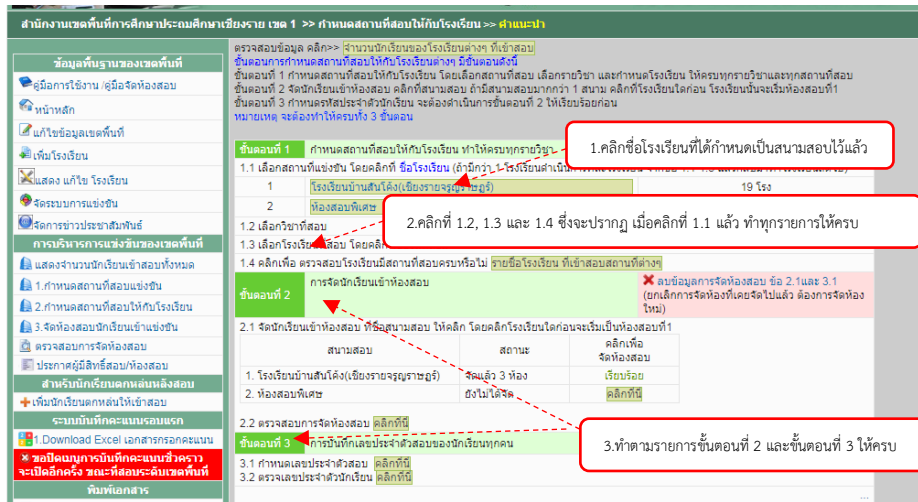 สำนักงานเขตพื้นที่การศึกษาประถมศึกษาเชียงราย เขต 1 >> กำหนดสถานที่สอบให้กับโรงเรียน >> คำแนะนำ
ข้อมูลพื้นฐานของเขตพื้นที่
คู่มือการใช้งาน /คู่มือจัดห้องสอบ
หน้าหลัก
แก้ไขข้อมูลเขตพื้นที่
เพิ่มโรงเรียน
แสดง แก้ไข โรงเรียน
จัดระบบการแข่งขัน
จัดการข่าวประชาสัมพันธ์
การบริหารการแข่งขันของเขตพื้นที่
แสดงจำนวนนักเรียนเข้าสอบทั้งหมด
1.กำหนดสถานที่สอบแข่งขัน
2.กำหนดสถานที่สอบให้กับโรงเรียน
3.จัดห้องสอบนักเรียนเข้าแข่งขัน
ตรวจสอบการจัดห้องสอบ
ประกาศผู้มีสิทธิ์สอบ/ห้องสอบ
สำหรับนักเรียนตกหล่นหลังสอบ
เพิ่มนักเรียนตกหล่นให้เข้าสอบ
ระบบบันทึกคะแนนรอบแรก
1.Download Excel เอกสารกรอกคะแนน
ขอปิดเมนูการบันทึกคะแนนชั่วคราว
จะเปิดอีกครั้ง ขณะที่สอบระดับเขตพื้นที่
พิมพ์เอกสาร
ตรวจสอบข้อมูล คลิก>> จำนวนนักเรียนของโรงเรียนต่างๆ ที่เข้าสอบ
ขั้นตอนการกำหนดสถานที่สอบให้กับโรงเรียนต่างๆ มีขั้นตอนดังนี้
ขั้นตอนที่ 1 กำหนดสถานที่สอบให้กับโรงเรียน โดยเลือกสถานที่สอบ เลือกรายวิชา และกำหนดโรงเรียน ให้ครบทุกรายวิชาและทุกสถานที่สอบ
ขั้นตอนที่ 2 จัดนักเรียนเข้าห้องสอบ คลิกที่สนามสอบ ถ้ามีสนามสอบมากกว่า 1 สนาม คลิกที่โรงเรียนใดก่อน โรงเรียนนั้นจะเริ่มห้องสอบที่1
ขั้นตอนที่ 3 กำหนดรหัสประจำตัวนักเรียน จะต้องดำเนินการขั้นตอนที่ 2 ให้เรียบร้อยก่อน
หมายเหตุ จะต้องทำให้ครบทั้ง 3 ขั้นตอน
ขั้นตอนที่ 1 กำหนดสถานที่สอบให้กับโรงเรียน ทำให้ครบทุกรายวิชา
1.คลิกชื่อโรงเรียนที่ได้กำหนดเป็นสนามสอบไว้แล้ว
1.1 เลือกสถานที่แข่งขัน โดยคลิกที่ ชื่อโรงเรียน (ถ้ามีกว่า 1 โรงเรียนดำเนิน
1 โรงเรียนบ้านสันโค้ง(เชียงรายจรูญราษฎร์) 19 โรง
2 ห้องสอบพิเศษ
2.คลิกที่ 1.2, 1.3 และ 1.4 ซึ่งจะปรากฏ เมื่อคลิกที่ 1.1 แล้ว ทำทุกรายการให้ครบ
1.2 เลือกวิชาที่สอบ
1.3 เลือกโรงเรียนที่สอบ โดยคลิก
1.4 คลิกเพื่อ ตรวจสอบโรงเรียนมีสถานที่สอบครบหรือไม่ รายชื่อโรงเรียน ที่เข้าสอบสถานที่ต่างๆ
ขั้นตอนที่ 2 การจัดนักเรียนเข้าห้องสอบ
ลบข้อมูลการจัดห้องสอบ ข้อ 2.1และ 3.1
(ยกเลิกการจัดห้องที่เคยจัดไปแล้ว ต้องการจัดห้อง
ใหม่)
2.1 จัดนักเรียนเข้าห้องสอบ ที่ชื่อสนามสอบ ให้คลิก โดยคลิกโรงเรียนใดก่อนจะเริ่มเป็นห้องสอบที่1
สนามสอบ สถานะ คลิกเพื่อ
จัดห้องสอบ
1. โรงเรียนบ้านสันโค้ง(เชียงรายจรูญราษฎร์) จัดแล้ว 3 ห้อง เรียบร้อย
2. ห้องสอบพิเศษ ยังไม่ได้จัด คลิกที่นี่
2.2 ตรวจสอบการจัดห้องสอบ คลิกที่นี่
ขั้นตอนที่ 3 การบันทึกเลขประจำตัวสอบของนักเรียนทุกคน
3.ทำตามรายการขั้นตอนที่ 2 และขั้นตอนที่ 3 ให้ครบ
3.1 กำหนดเลขประจำตัวสอบ คลิกที่นี่
3.2 ตรวจเลขประจำตัวนักเรียน คลิกที่นี่
...